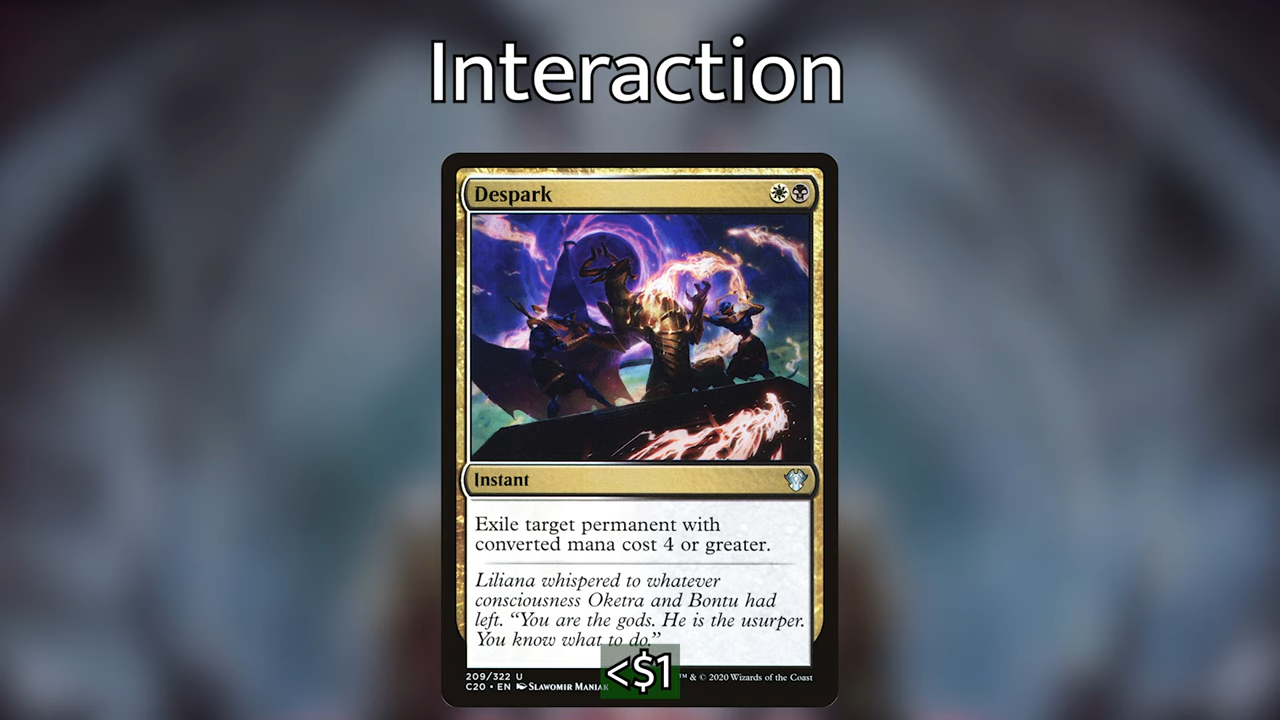 Interaction
Despark
Instant
Exile target permanent with
converted mana cost 4 or greater.
Liliana whispered to whatever
consciousness Oketra and Bontu had
left. “You are the gods. He is the usurper.
You know what to do.”
<$1
209/322 U
C20 • EN Slawomir Maniak ™ & © 2020 Wizards of the Coast